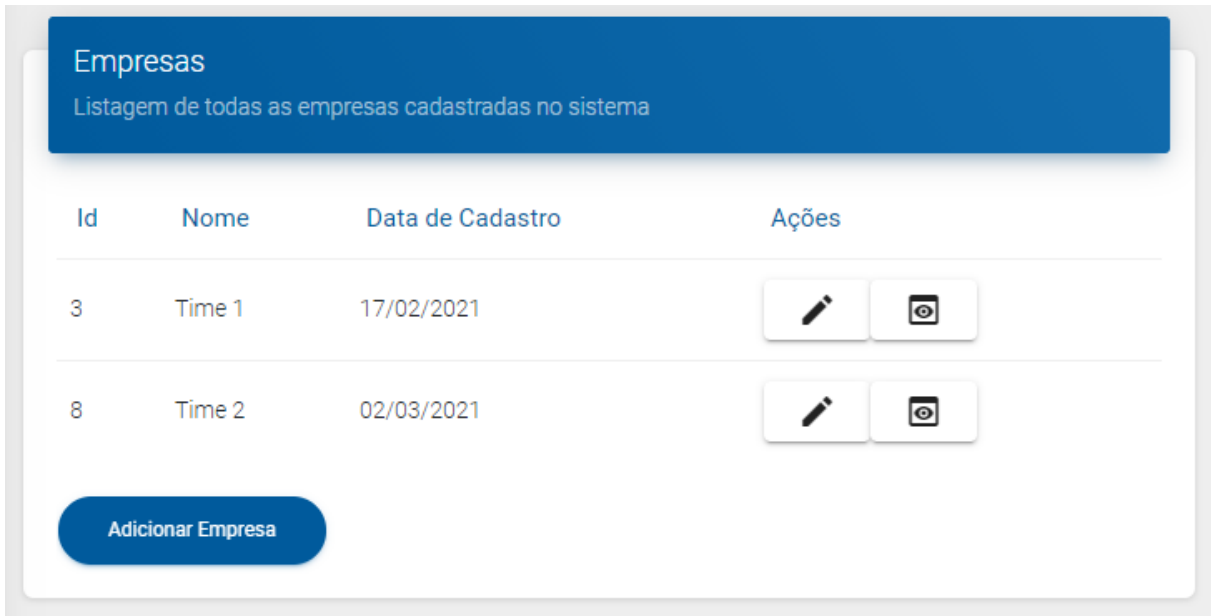 Empresas
Listagem de todas as empresas cadastradas no sistema
Id Nome Data de Cadastro Ações
3 Time 1 17/02/2021
8 Time 2 02/03/2021
Adicionar Empresa